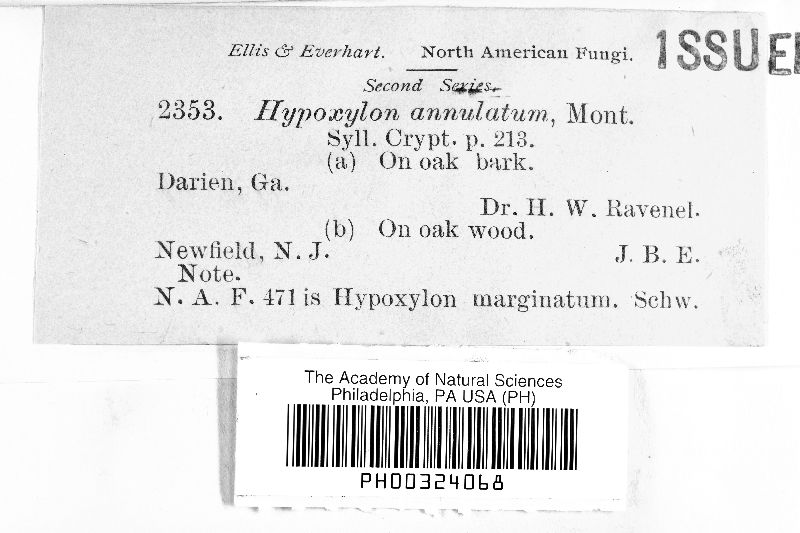 Ellis & Everhart. North American Fungi.
ISSUE
Second Series.
2353. Hypoxylon annulatum, Mont.
Syll. Crypt. p. 213.
(a) On oak bark.
Darien, Ga.
Dr. H. W. Ravenel.
(b) On oak wood.
Newfield, N. J. J. B. E.
Note.
N. A. F. 471 is Hypoxylon marginatum. Schw.
The Academy of Natural Sciences
Philadelphia, PA USA (PH)
PH00324068